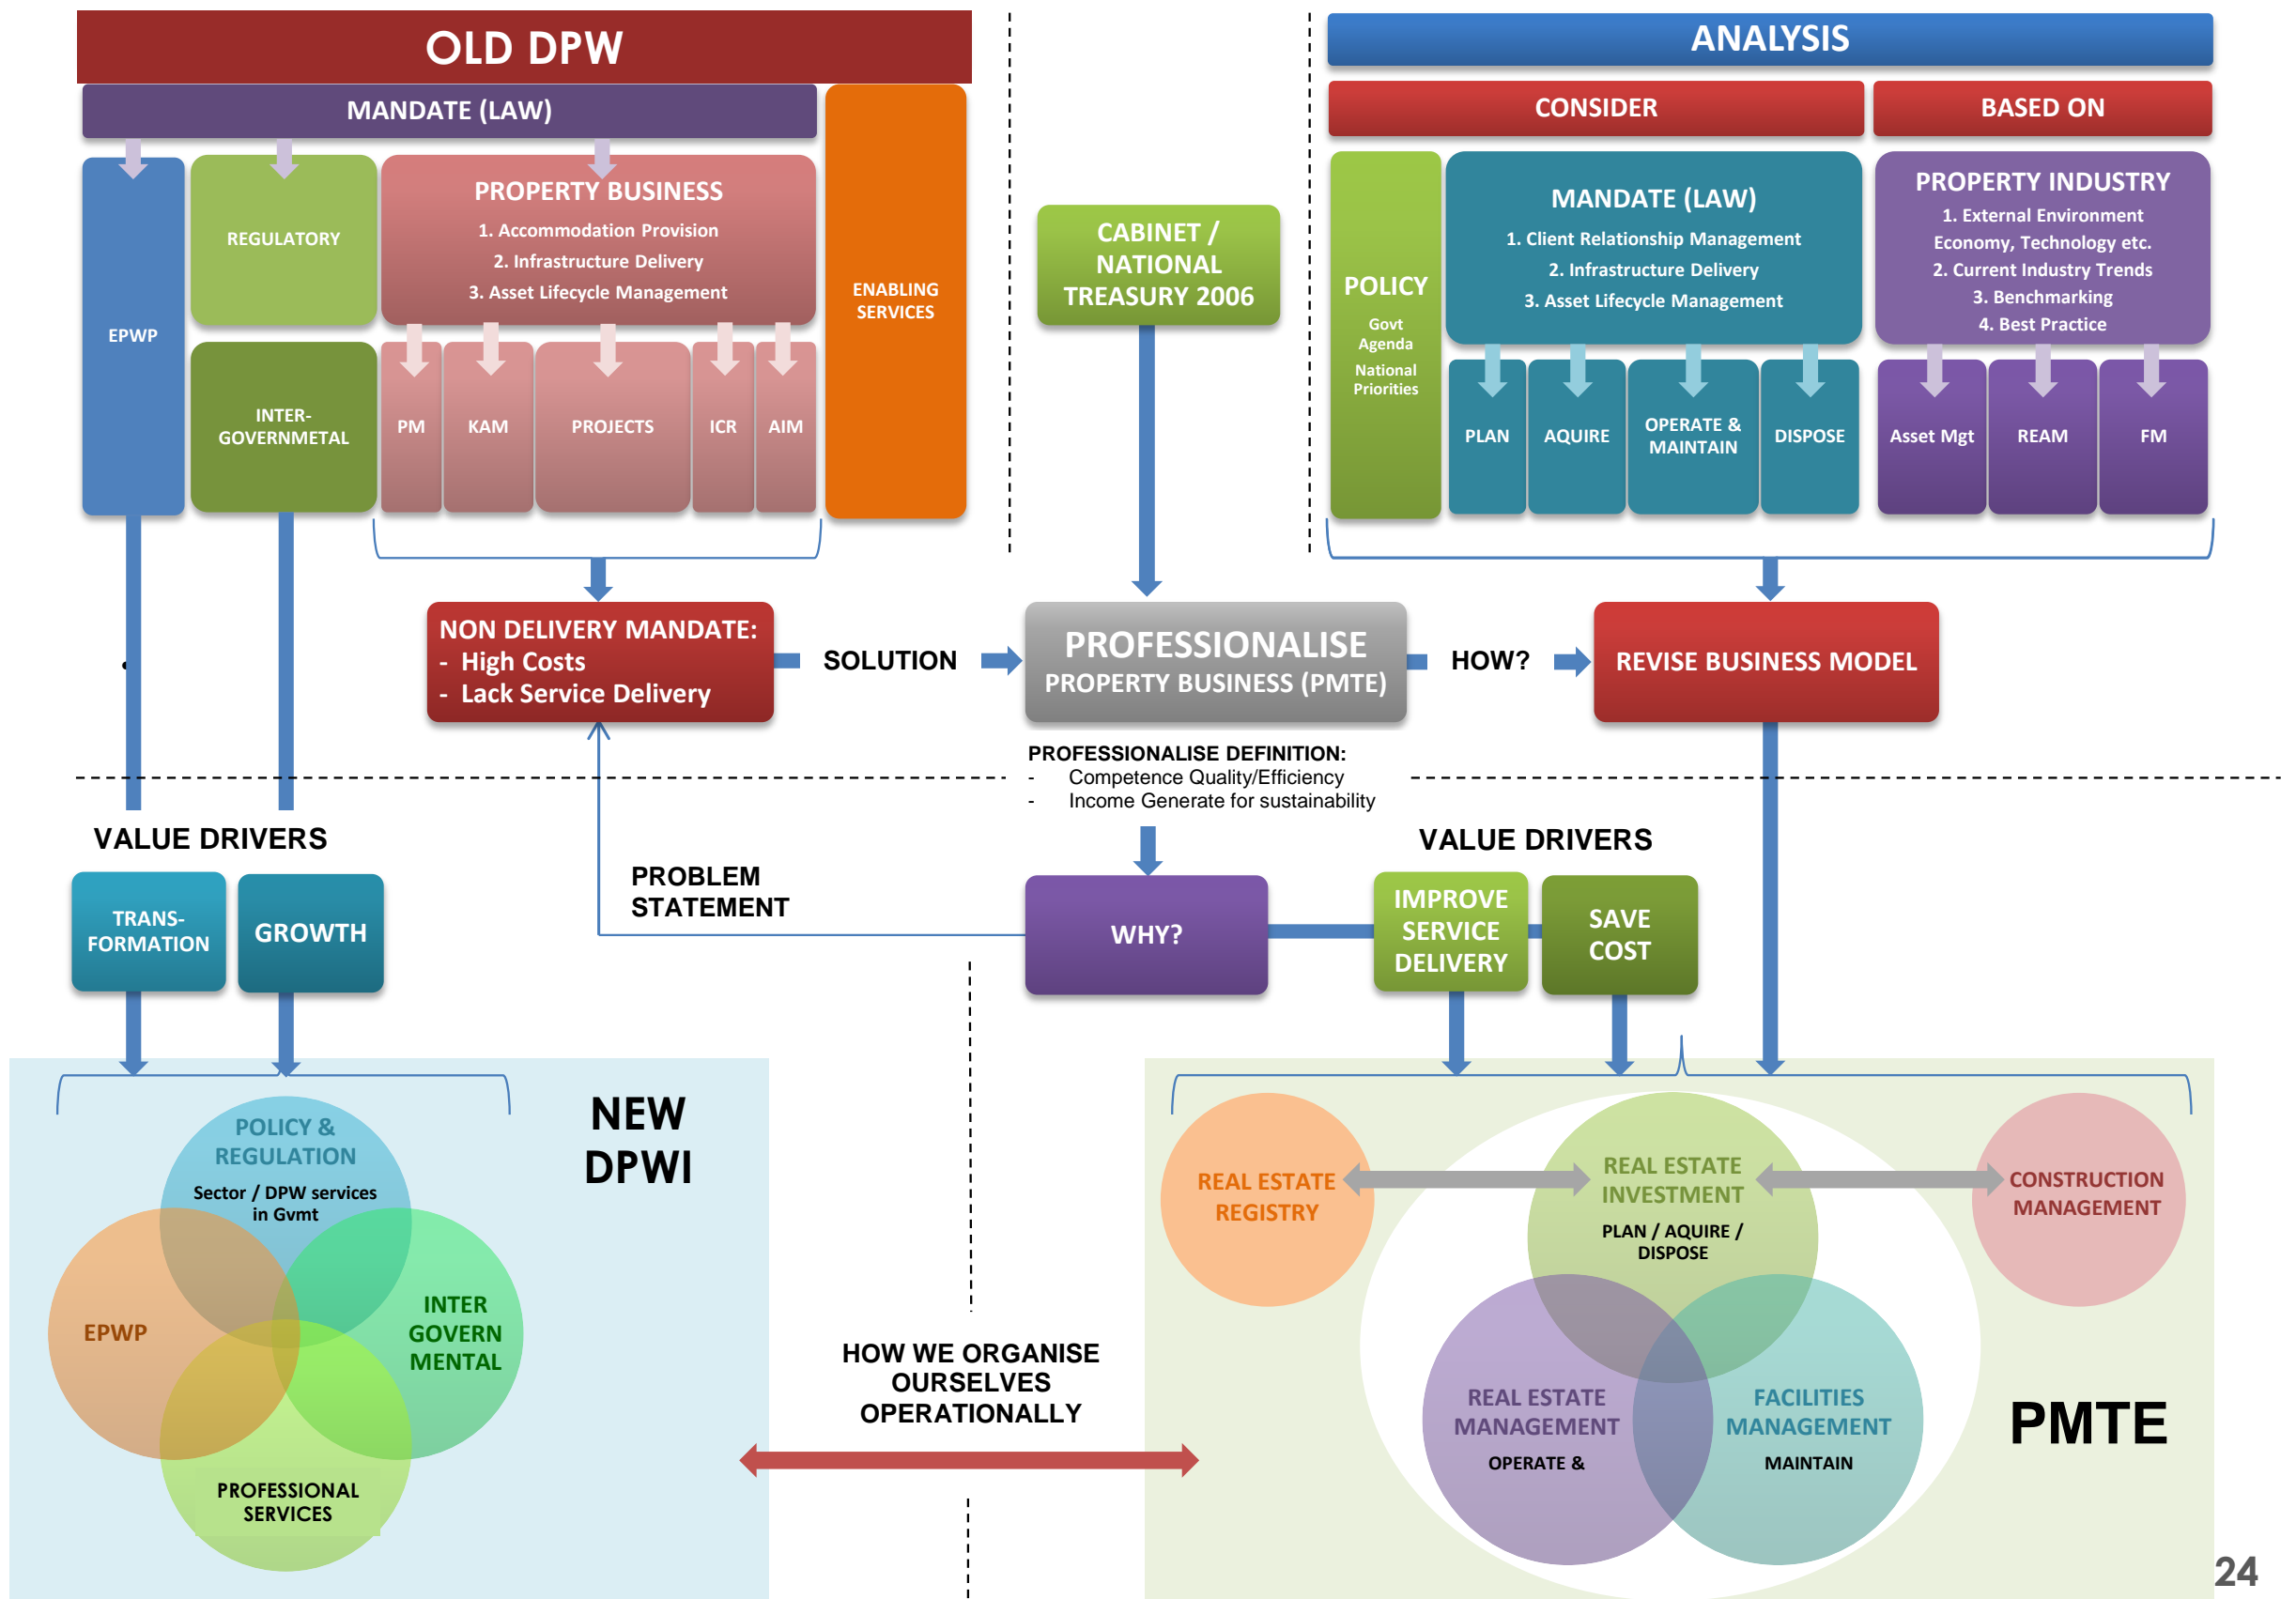 OLD DPW
MANDATE (LAW)
EPWP
REGULATORY
INTER-
GOVERNMETAL
PROPERTY BUSINESS
1. Accommodation Provision
2. Infrastructure Delivery
3. Asset Lifecycle Management
PM
KAM
PROJECTS
ICR
AIM
ENABLING
SERVICES
CABINET /
NATIONAL
TREASURY 2006
ANALYSIS
CONSIDER
BASED ON
POLICY
Govt
Agenda
National
Priorities
MANDATE (LAW)
1. Client Relationship Management
2. Infrastructure Delivery
3. Asset Lifecycle Management
PLAN
AQUIRE
OPERATE &
MAINTAIN
DISPOSE
PROPERTY INDUSTRY
1. External Environment
Economy, Technology etc.
2. Current Industry Trends
3. Benchmarking
4. Best Practice
Asset Mgt
REAM
FM
NON DELIVERY MANDATE:
- High Costs
- Lack Service Delivery
SOLUTION
PROFESSIONALISE
PROPERTY BUSINESS (PMTE)
HOW?
REVISE BUSINESS MODEL
PROFESSIONALISE DEFINITION:
- Competence Quality/Efficiency
- Income Generate for sustainability
VALUE DRIVERS
TRANS-
FORMATION
GROWTH
PROBLEM
STATEMENT
WHY?
VALUE DRIVERS
IMPROVE
SERVICE
DELIVERY
SAVE
COST
NEW
DPWI
POLICY &
REGULATION
Sector / DPW services
in Gvmt
EPWP
INTER
GOVERN
MENTAL
PROFESSIONAL
SERVICES
HOW WE ORGANISE
OURSELVES
OPERATIONALLY
REAL ESTATE
REGISTRY
REAL ESTATE
INVESTMENT
PLAN / AQUIRE /
DISPOSE
CONSTRUCTION
MANAGEMENT
REAL ESTATE
MANAGEMENT
OPERATE &
FACILITIES
MANAGEMENT
MAINTAIN
PMTE
24